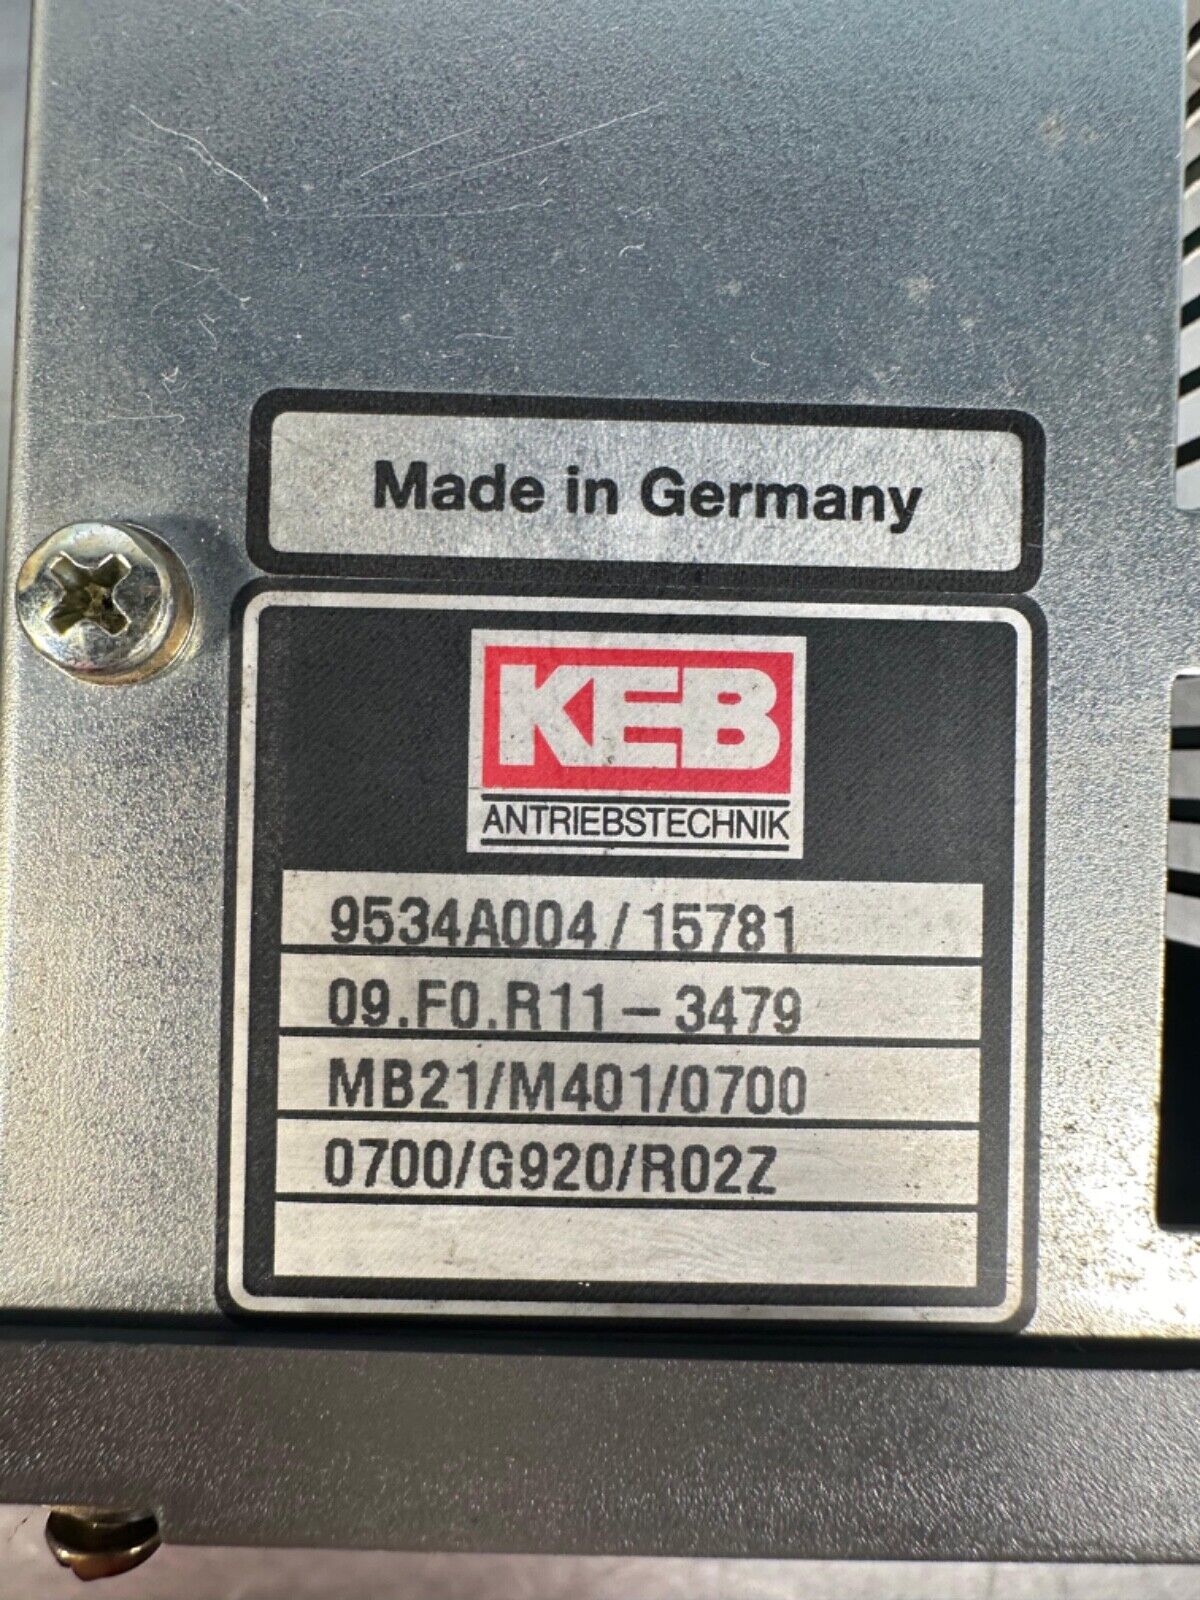 Made in Germany
KEB
ANTRIEBSTECHNIK
9534A004/15781
09.F0.R11-3479
MB21/M401/0700
0700/G920/R02Z